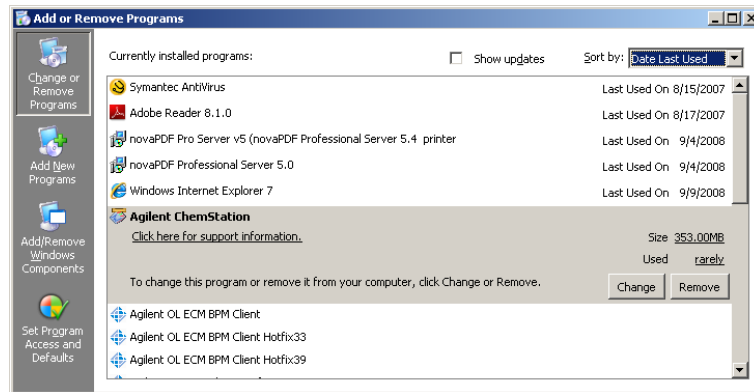 Add or Remove Programs
Change or
Remove
Programs
Add New
Programs
Add/Remove
Windows
Components
Set Program
Access and
Defaults
Currently installed programs:
Show updates
Sort by: Date Last Used
Symantec AntiVirus Last Used On 8/15/2007
Adobe Reader 8.1.0 Last Used On 8/17/2007
novaPDF Pro Server v5 (novaPDF Professional Server 5.4 printer Last Used On 9/4/2008
novaPDF Professional Server 5.0 Last Used On 9/4/2008
Windows Internet Explorer 7 Last Used On 9/9/2008
Agilent ChemStation
Click here for support information. Size 353.00MB
Used rarely
To change this program or remove it from your computer, click Change or Remove. Change Remove
Agilent OL ECM BPM Client
Agilent OL ECM BPM Client Hotfix33
Agilent OL ECM BPM Client Hotfix39